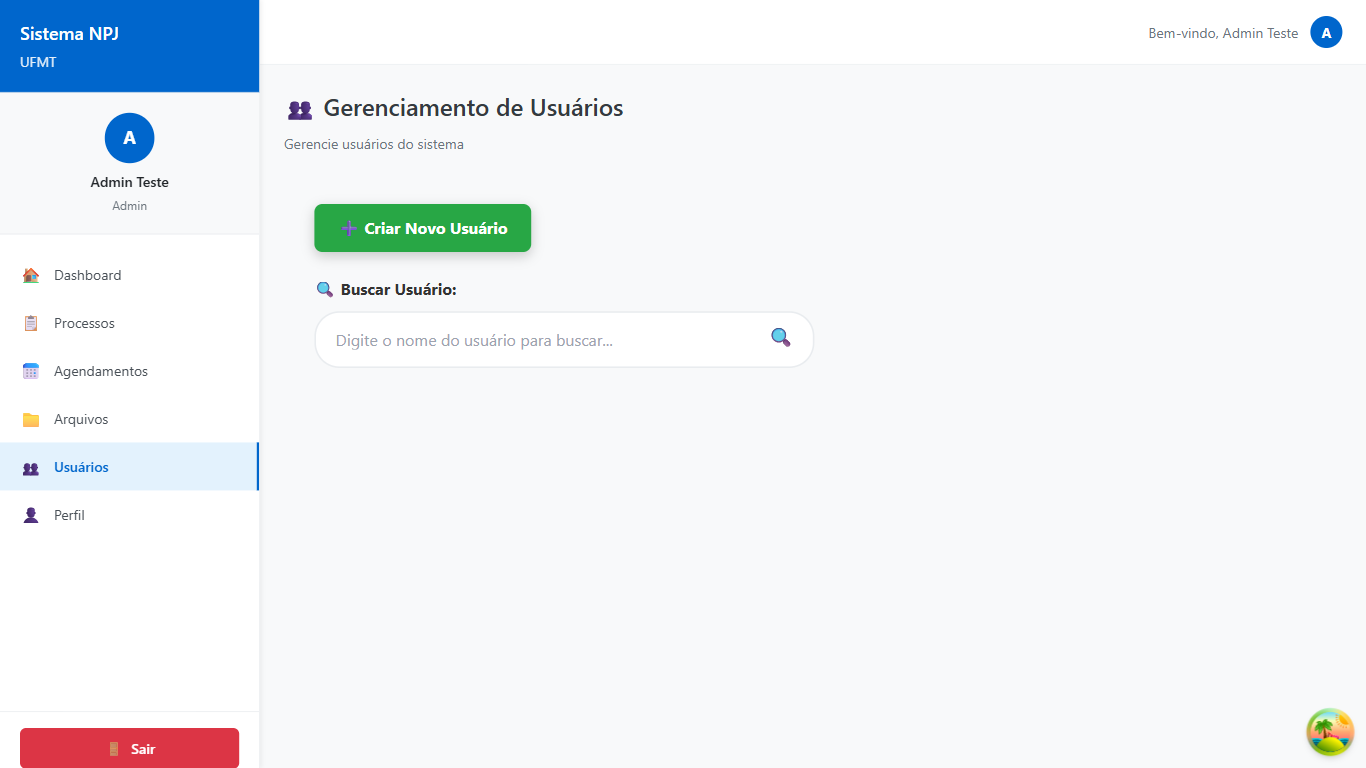 Sistema NPJ
UFMT
A
Admin Teste
Admin
Dashboard
Processos
Agendamentos
Arquivos
Usuários
Perfil
Sair
Bem-vindo, Admin Teste
A
Gerenciamento de Usuários
Gerencie usuários do sistema
Criar Novo Usuário
Buscar Usuário:
Digite o nome do usuário para buscar...